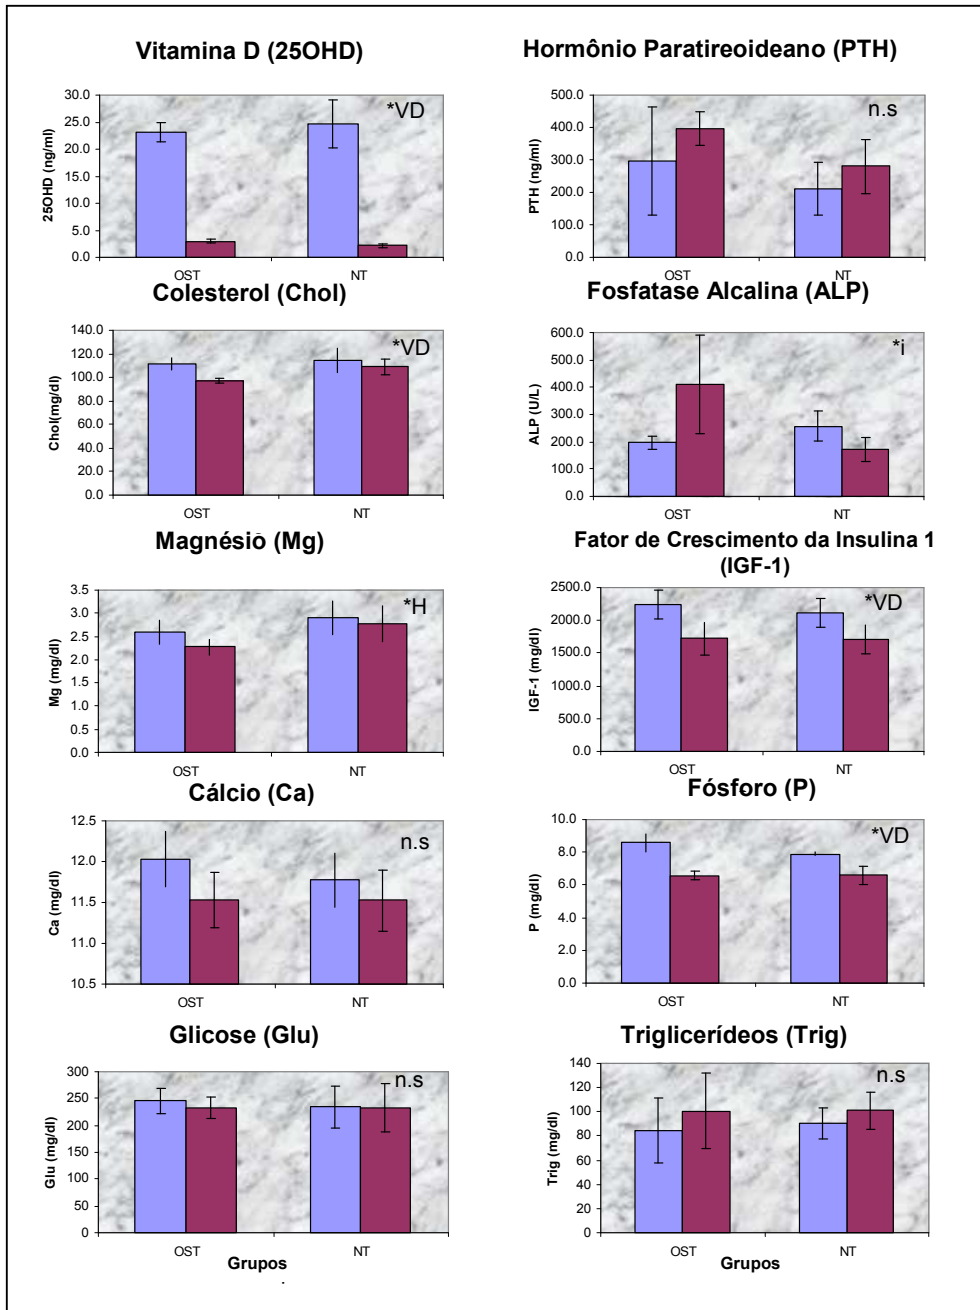 Vitamina D (25OHD)
30.0
25.0
20.0
15.0
10.0
5.0
0.0
25OHD (ng/ml)
*VD
OST NT
Hormônio Paratireoideano (PTH)
500.0
400.0
300.0
200.0
100.0
0.0
PTH (ng/ml)
n.s
OST NT
Colesterol (Chol)
140.0
120.0
100.0
80.0
60.0
40.0
20.0
0.0
Chol(mg/dl)
*VD
OST NT
Fosfatase Alcalina (ALP)
600.0
500.0
400.0
300.0
200.0
100.0
0.0
ALP (U/L)
*i
OST NT
Magnésio (Mg)
3.5
3.0
2.5
2.0
1.5
1.0
0.5
0.0
Mg (mg/dl)
*H
OST NT
Fator de Crescimento da Insulina 1
(IGF-1)
2500.0
2000.0
1500.0
1000.0
500.0
0.0
IGF-1 (mg/dl)
*VD
OST NT
Cálcio (Ca)
12.5
12.0
11.5
11.0
10.5
Ca (mg/dl)
n.s
OST NT
Fósforo (P)
10.0
8.0
6.0
4.0
2.0
0.0
P (mg/dl)
*VD
OST NT
Glicose (Glu)
300
250
200
150
100
50
0
Glu (mg/dl)
n.s
OST NT
Grupos
Triglicerídeos (Trig)
140
120
100
80
60
40
20
0
Trig (mg/dl)
n.s
OST NT
Grupos